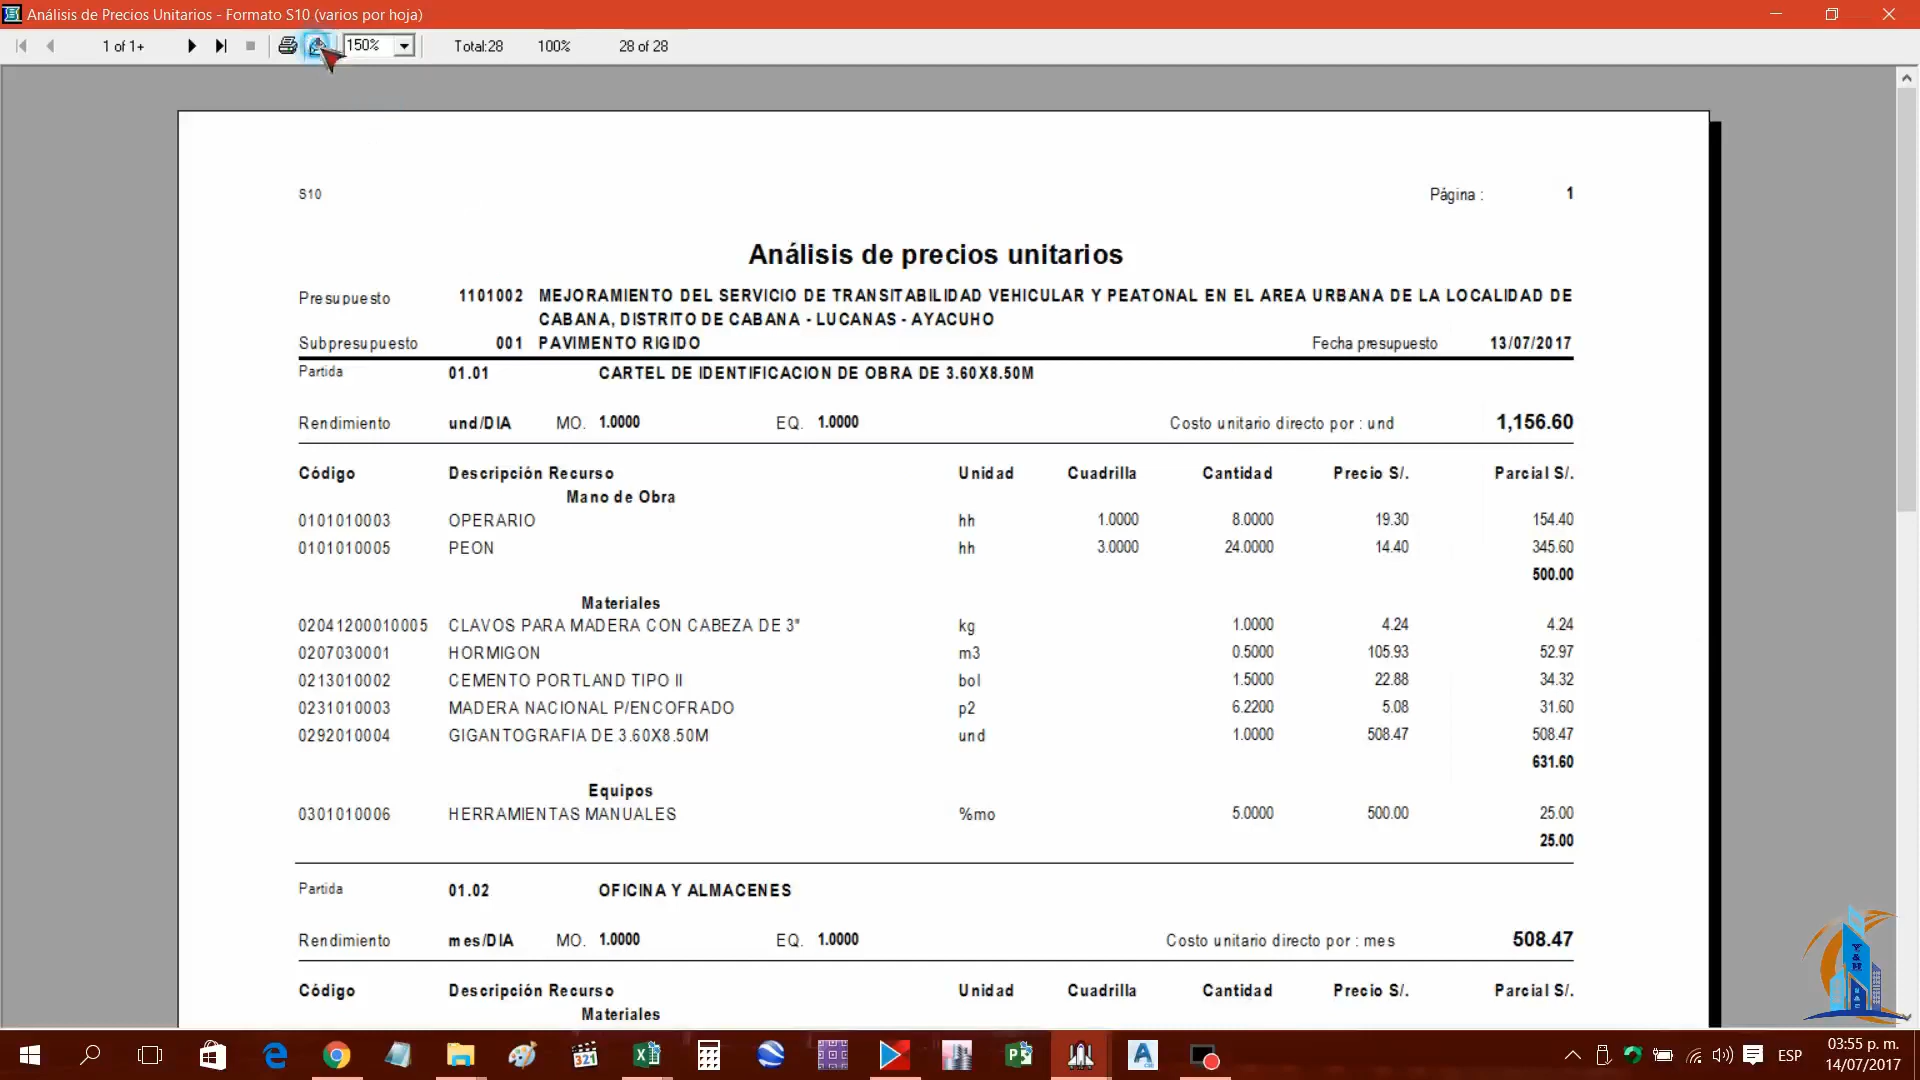 Análisis de Precios Unitarios - Formato S10 (varios por hoja)
1 of 1+ 150% Total:28 100% 28 of 28
S10 Página : 1
Análisis de precios unitarios
Presupuesto 1101002 MEJORAMIENTO DEL SERVICIO DE TRANSITABILIDAD VEHICULAR Y PEATONAL EN EL AREA URBANA DE LA LOCALIDAD DE
CABANA, DISTRITO DE CABANA - LUCANAS - AYACUHO
Subpresupuesto 001 PAVIMENTO RIGIDO Fecha presupuesto 13/07/2017
Partida 01.01 CARTEL DE IDENTIFICACION DE OBRA DE 3.60X8.50M
Rendimiento und/DIA MO. 1.0000 EQ. 1.0000 Costo unitario directo por : und 1,156.60
Código Descripción Recurso Unidad Cuadrilla Cantidad Precio S/. Parcial S/.
Mano de Obra
0101010003 OPERARIO hh 1.0000 8.0000 19.30 154.40
0101010005 PEON hh 3.0000 24.0000 14.40 345.60
500.00
Materiales
02041200010005 CLAVOS PARA MADERA CON CABEZA DE 3" kg 1.0000 4.24 4.24
0207030001 HORMIGON m3 0.5000 105.93 52.97
0213010002 CEMENTO PORTLAND TIPO II bol 1.5000 22.88 34.32
0231010003 MADERA NACIONAL P/ENCOFRADO p2 6.2200 5.08 31.60
0292010004 GIGANTOGRAFIA DE 3.60X8.50M und 1.0000 508.47 508.47
631.60
Equipos
0301010006 HERRAMIENTAS MANUALES %mo 5.0000 500.00 25.00
25.00
Partida 01.02 OFICINA Y ALMACENES
Rendimiento mes/DIA MO. 1.0000 EQ. 1.0000 Costo unitario directo por : mes 508.47
Código Descripción Recurso Unidad Cuadrilla Cantidad Precio S/. Parcial S/.
Materiales
321
ESP
03:55 p. m.
14/07/2017